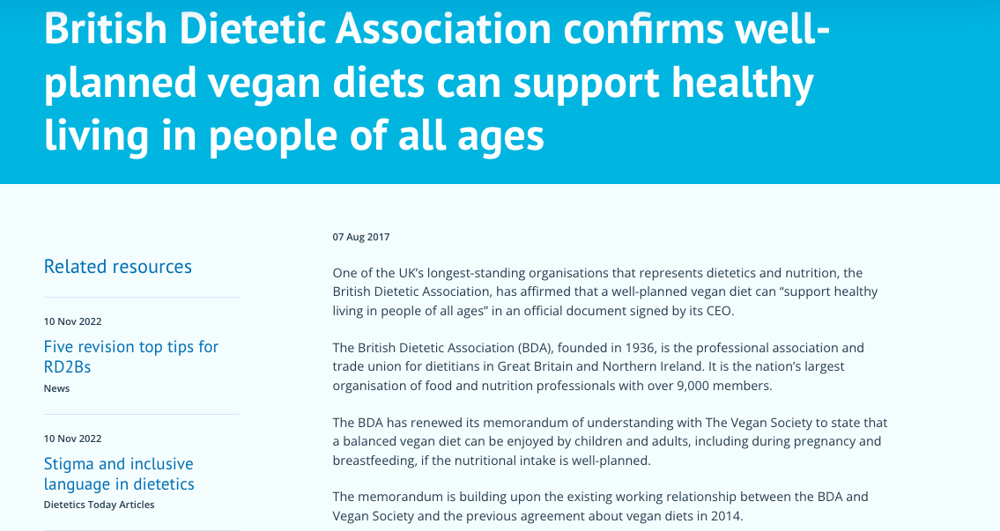 British Dietetic Association confirms well-
planned vegan diets can support healthy
living in people of all ages
Related resources
10 Nov 2022
Five revision top tips for
RD2Bs
News
10 Nov 2022
Stigma and inclusive
language in dietetics
Dietetics Today Articles
07 Aug 2017
One of the UK’s longest-standing organisations that represents dietetics and nutrition, the
British Dietetic Association, has affirmed that a well-planned vegan diet can “support healthy
living in people of all ages” in an official document signed by its CEO.
The British Dietetic Association (BDA), founded in 1936, is the professional association and
trade union for dietitians in Great Britain and Northern Ireland. It is the nation’s largest
organisation of food and nutrition professionals with over 9,000 members.
The BDA has renewed its memorandum of understanding with The Vegan Society to state that
a balanced vegan diet can be enjoyed by children and adults, including during pregnancy and
breastfeeding, if the nutritional intake is well-planned.
The memorandum is building upon the existing working relationship between the BDA and
Vegan Society and the previous agreement about vegan diets in 2014.